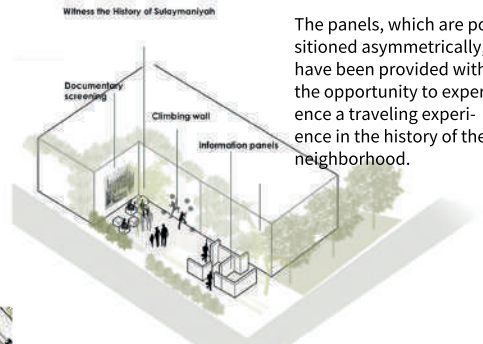 Witness the History of Sulaymaniyah
The panels, which are po
sitioned asymmetrically,
have been provided with
the opportunity to exper
ence a traveling experi-
ence in the history of the
neighborhood.
Documentary
screening
Climbing wall
Information panels